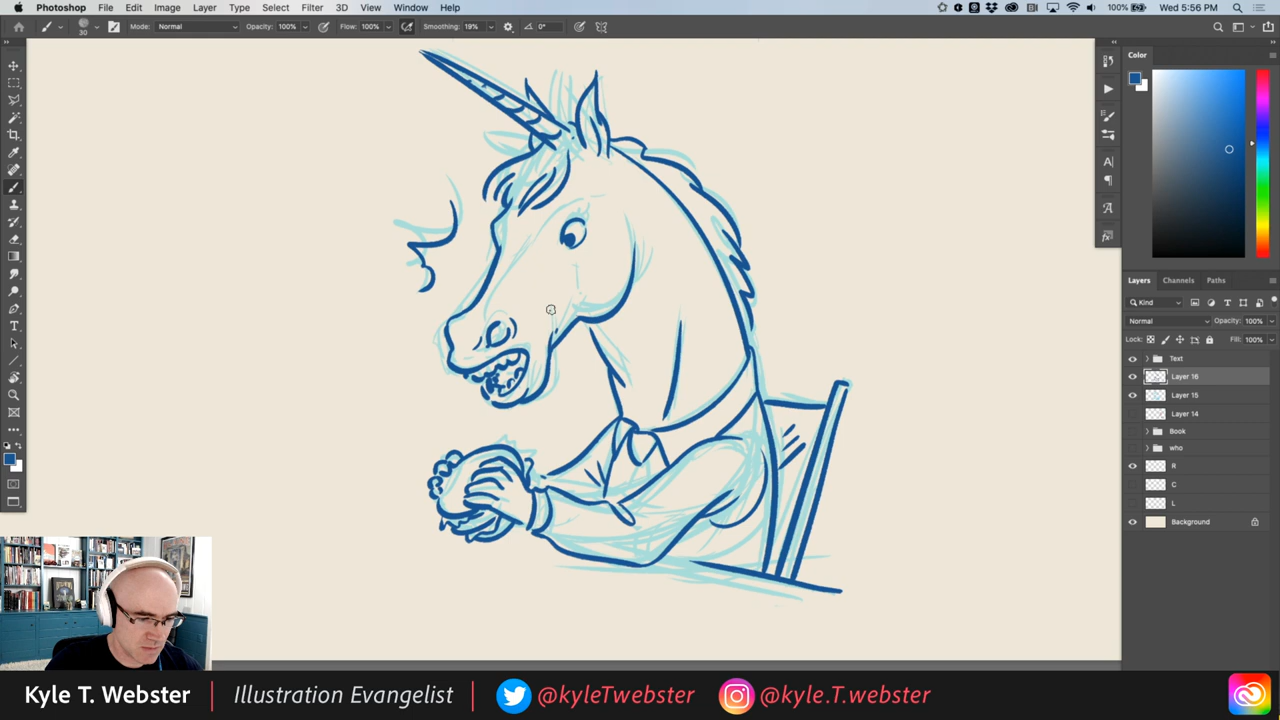 Photoshop File Edit Image Layer Type Select Filter 3D View Window Help 100% Wed 5:56 PM
30 Mode: Normal Opacity: 100% Flow: 100% Smoothing: 19% 0°
Color
Layers Channels Paths
Kind
Normal Opacity: 100%
Lock: Fill: 100%
Text
Layer 16
Layer 15
Layer 14
Book
who
R
C
L
Background
Kyle T. Webster | Illustration Evangelist | @kyleTwebster @kyle.T.webster